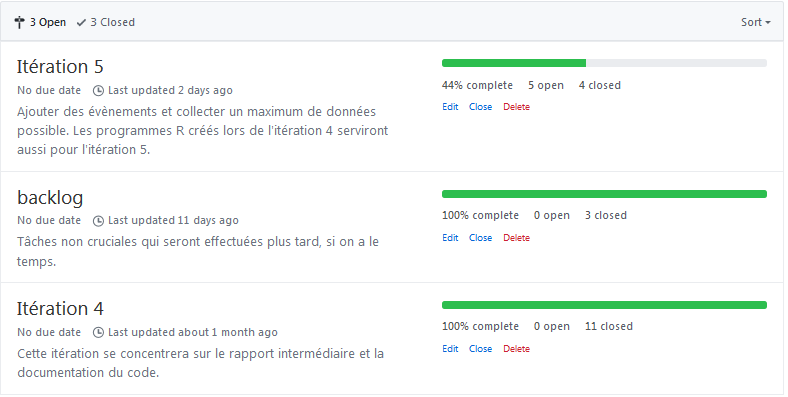 3 Open 3 Closed Sort
Itération 5
No due date Last updated 2 days ago
Ajouter des évènements et collecter un maximum de données
possible. Les programmes R créés lors de l'itération 4 serviront
aussi pour l'itération 5.
44% complete 5 open 4 closed
Edit Close Delete
backlog
No due date Last updated 11 days ago
Tâches non cruciales qui seront effectuées plus tard, si on a le
temps.
100% complete 0 open 3 closed
Edit Close Delete
Itération 4
No due date Last updated about 1 month ago
Cette itération se concentrera sur le rapport intermédiaire et la
documentation du code.
100% complete 0 open 11 closed
Edit Close Delete